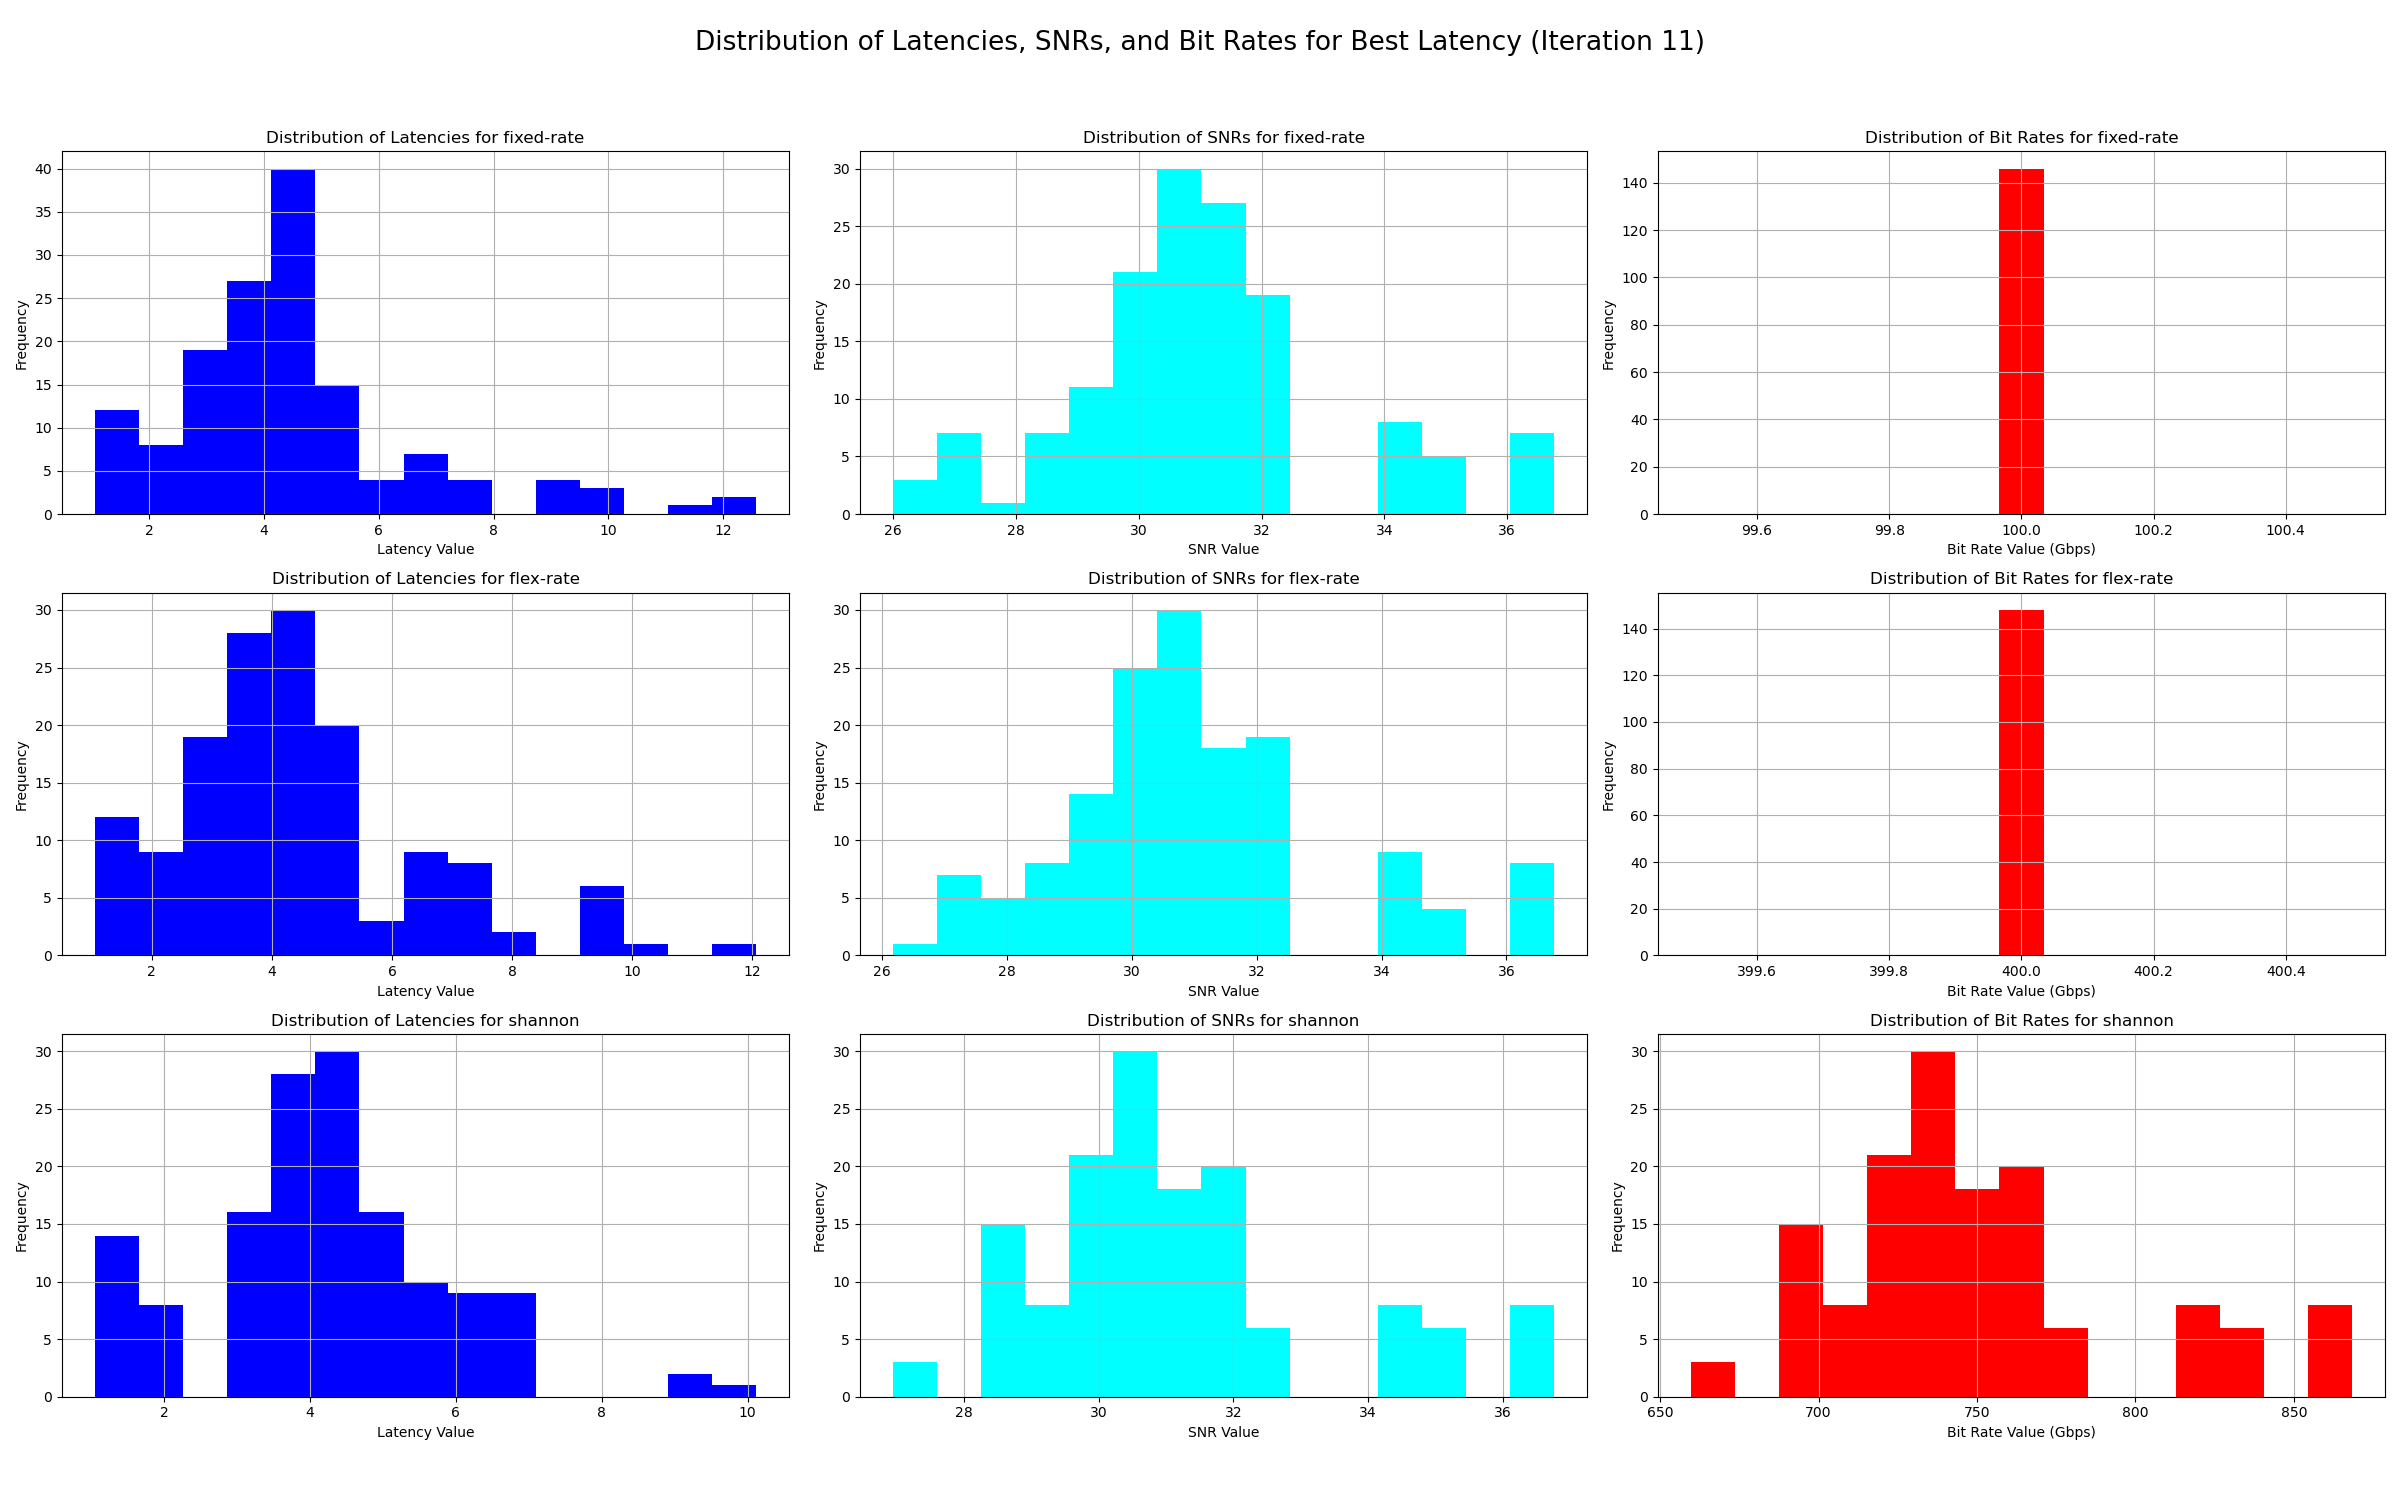 Distribution of Latencies, SNRs, and Bit Rates for Best Latency (Iteration 11)
Distribution of Latencies for fixed-rate
Frequency
0 5 10 15 20 25 30 35 40
2 4 6 8 10 12
Latency Value
Distribution of SNRs for fixed-rate
Frequency
0 5 10 15 20 25 30
26 28 30 32 34 36
SNR Value
Distribution of Bit Rates for fixed-rate
Frequency
0 20 40 60 80 100 120 140
99.6 99.8 100.0 100.2 100.4
Bit Rate Value (Gbps)
Distribution of Latencies for flex-rate
Frequency
0 5 10 15 20 25 30
2 4 6 8 10 12
Latency Value
Distribution of SNRs for flex-rate
Frequency
0 5 10 15 20 25 30
26 28 30 32 34 36
SNR Value
Distribution of Bit Rates for flex-rate
Frequency
0 20 40 60 80 100 120 140
399.6 399.8 400.0 400.2 400.4
Bit Rate Value (Gbps)
Distribution of Latencies for shannon
Frequency
0 5 10 15 20 25 30
2 4 6 8 10
Latency Value
Distribution of SNRs for shannon
Frequency
0 5 10 15 20 25 30
28 30 32 34 36
SNR Value
Distribution of Bit Rates for shannon
Frequency
0 5 10 15 20 25 30
650 700 750 800 850
Bit Rate Value (Gbps)